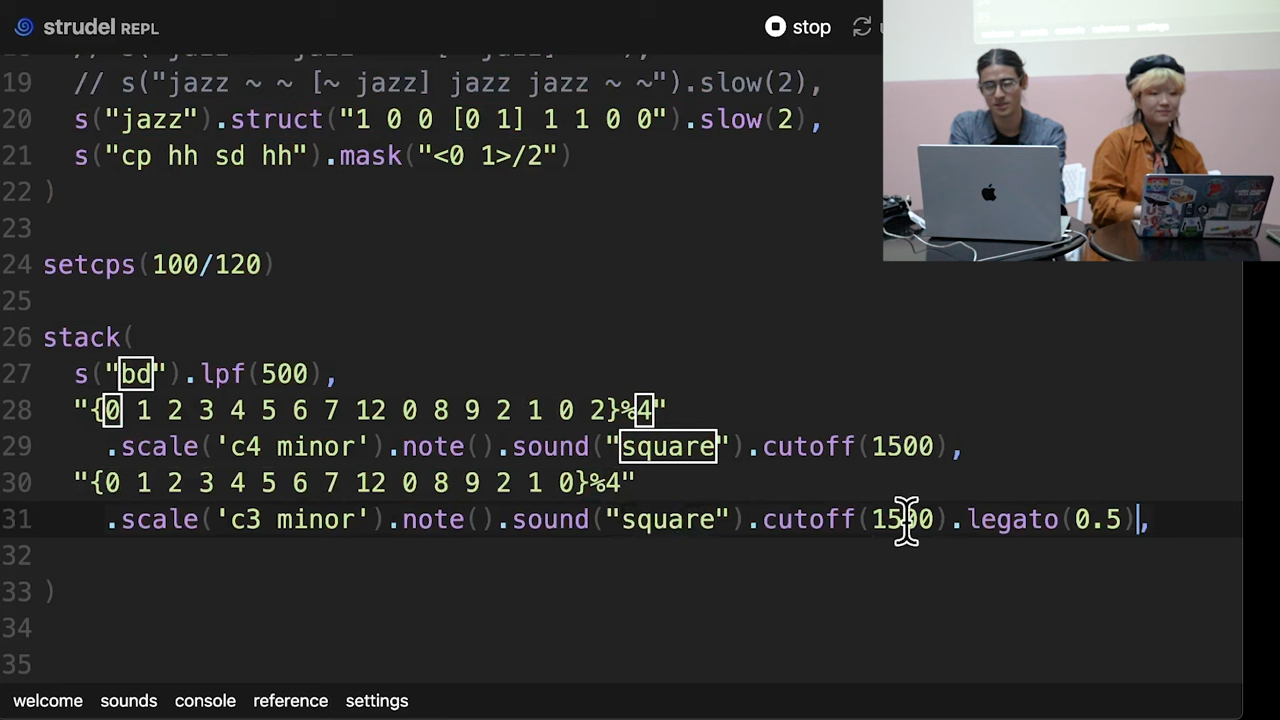 strudel REPL
stop
19 // s("jazz ~ ~ [~ jazz] jazz jazz ~ ~").slow(2),
20 s("jazz").struct("1 0 0 [0 1] 1 1 0 0").slow(2),
21 s("cp hh sd hh").mask("<0 1>/2")
22 )
23
24 setcps(100/120)
25
26 stack(
27 s("bd").lpf(500),
28 "{0 1 2 3 4 5 6 7 12 0 8 9 2 1 0 2}%4"
29 .scale('c4 minor').note().sound("square").cutoff(1500),
30 "{0 1 2 3 4 5 6 7 12 0 8 9 2 1 0}%4"
31 .scale('c3 minor').note().sound("square").cutoff(1500).legato(0.5),
32
33 )
34
35
welcome sounds console reference settings